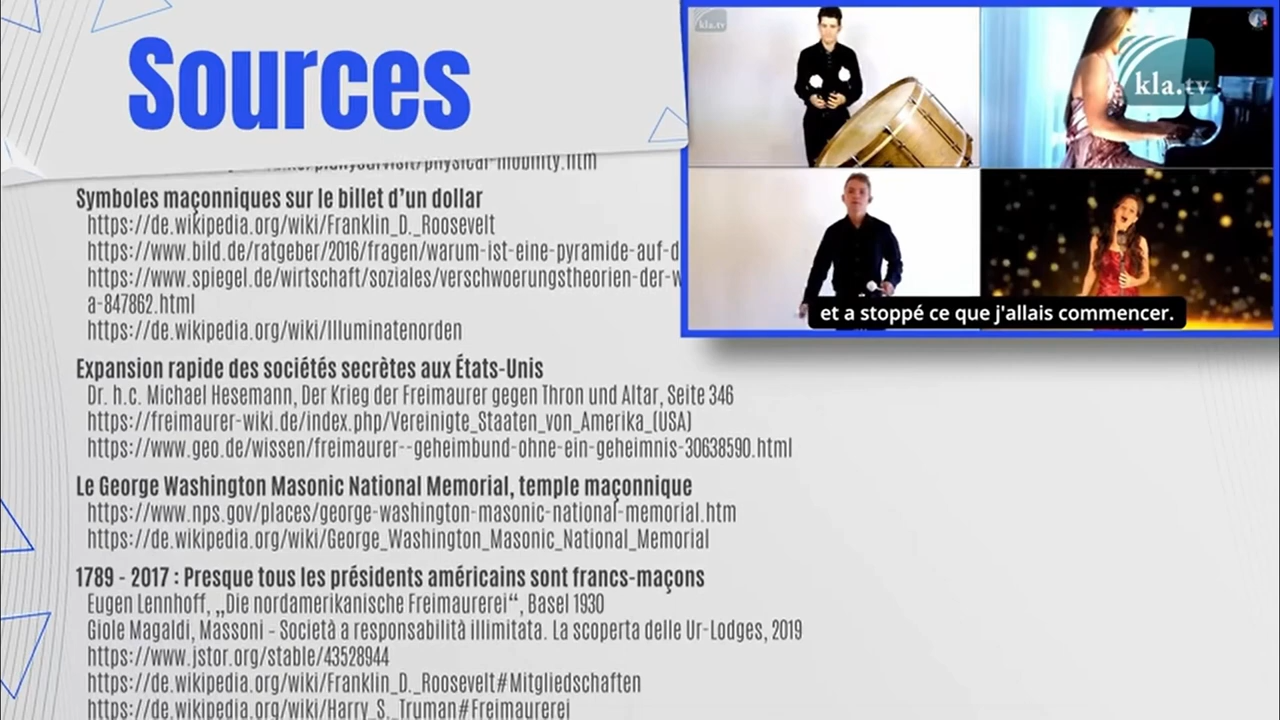 Sources
Symboles maçonniques sur le billet d’un dollar
https://de.wikipedia.org/wiki/Franklin_D._Roosevelt
https://www.bild.de/ratgeber/2016/fragen/warum-ist-eine-pyramide-auf-d
https://www.spiegel.de/wirtschaft/soziales/verschwoerungstheorien-der-w
a-847862.html
https://de.wikipedia.org/wiki/Illuminatenorden
Expansion rapide des sociétés secrètes aux États-Unis
Dr. h.c. Michael Hesemann, Der Krieg der Freimaurer gegen Thron und Altar, Seite 346
https://freimaurer-wiki.de/index.php/Vereinigte_Staaten_von_Amerika_(USA)
https://www.geo.de/wissen/freimaurer--geheimbund-ohne-ein-geheimnis-30638590.html
Le George Washington Masonic National Memorial, temple maçonnique
https://www.nps.gov/places/george-washington-masonic-national-memorial.htm
https://de.wikipedia.org/wiki/George_Washington_Masonic_National_Memorial
1789 - 2017 : Presque tous les présidents américains sont francs-maçons
Eugen Lennhoff, „Die nordamerikanische Freimaurerei“, Basel 1930
Giole Magaldi, Massoni – Società a responsabilità illimitata. La scoperta delle Ur-Lodges, 2019
https://www.jstor.org/stable/43528944
https://de.wikipedia.org/wiki/Franklin_D._Roosevelt#Mitgliedschaften
https://de.wikipedia.org/wiki/Harry_S._Truman#Freimaurerei
kla.tv
kla.tv
et a stoppé ce que j'allais commencer.